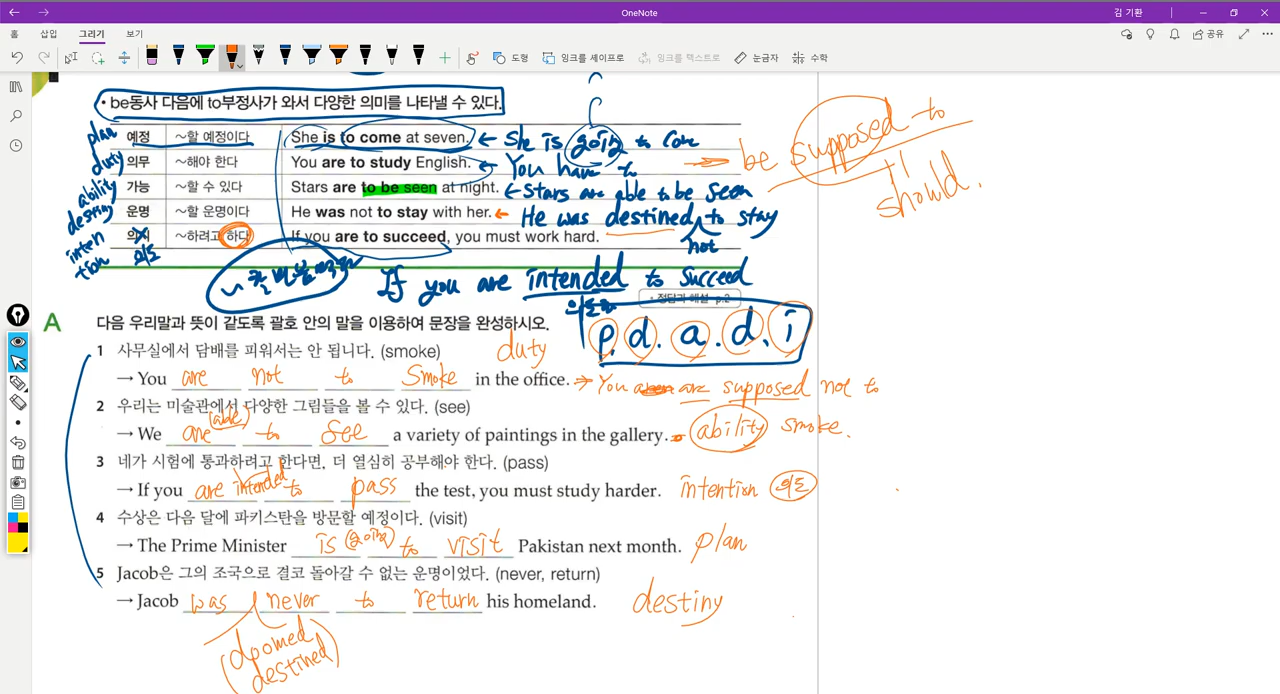 OneNote
김 기환
홈 삽입 그리기 보기
도형 잉크를 셰이프로 잉크를 텍스트로 눈금자 수학 공유
• be동사 다음에 to부정사가 와서 다양한 의미를 나타낼 수 있다.
plan 예정 ~할 예정이다 She is to come at seven. ← She is going to come
duty 의무 ~해야 한다 You are to study English. You have to → be supposed to
ability 가능 ~할 수 있다 Stars are to be seen at night. ← Stars are able to be seen
should.
destiny 운명 ~할 운명이다 He was not to stay with her. ← He was destined to stay
not
intention ~하려고 하다 If you are to succeed, you must work hard.
의도
If you are intended to succeed
정답과 해설 p.2
A 다음 우리말과 뜻이 같도록 괄호 안의 말을 이용하여 문장을 완성하시오.
p. d. a. d. i
1 사무실에서 담배를 피워서는 안 됩니다. (smoke) duty
→ You are not to smoke in the office. → You are supposed not to
smoke.
2 우리는 미술관에서 다양한 그림들을 볼 수 있다. (see)
→ We are (able) to see a variety of paintings in the gallery. ability
3 네가 시험에 통과하려고 한다면, 더 열심히 공부해야 한다. (pass)
→ If you are intended to pass the test, you must study harder. intention 의도
4 수상은 다음 달에 파키스탄을 방문할 예정이다. (visit)
→ The Prime Minister is (going) to visit Pakistan next month. plan
5 Jacob은 그의 조국으로 결코 돌아갈 수 없는 운명이었다. (never, return)
→ Jacob was never to return his homeland. destiny
(doomed
destined)